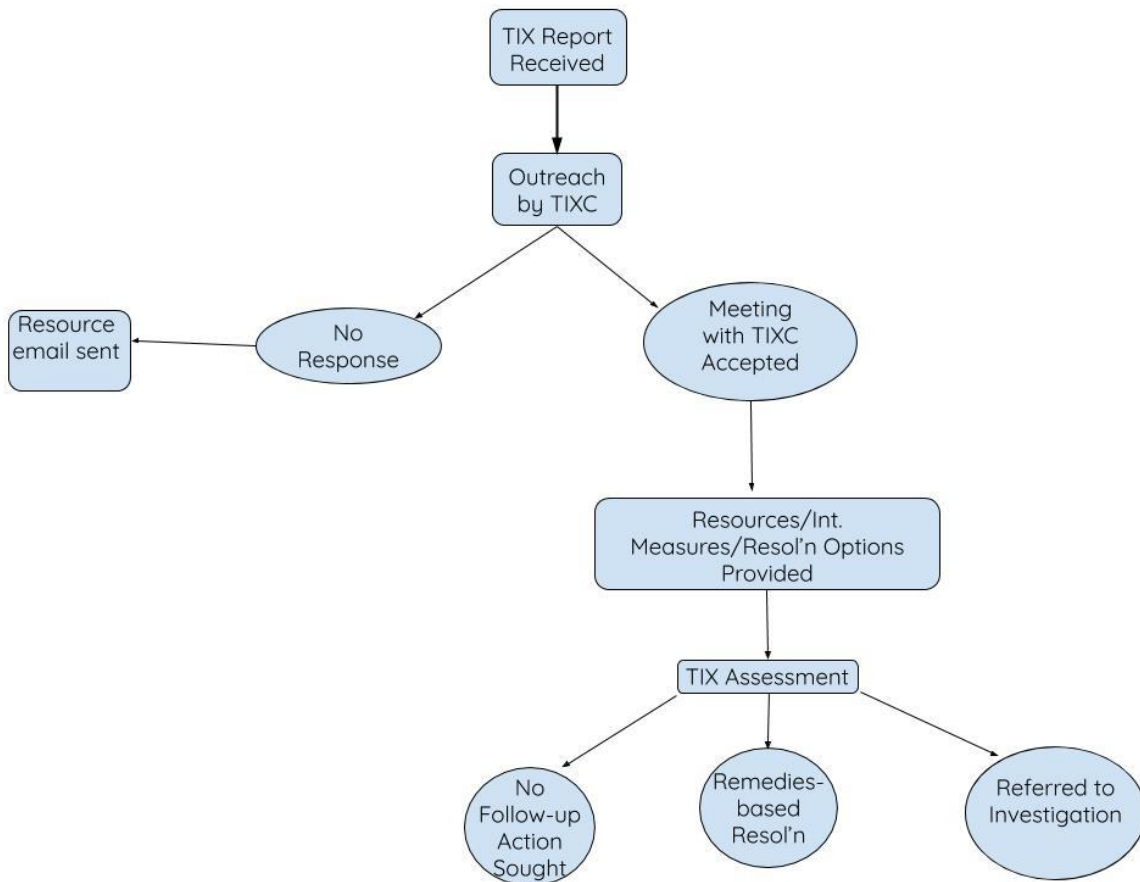 TIX Report
Received
Outreach
by TIXC
Resource
email sent
No
Response
Meeting
with TIXC
Accepted
Resources/Int.
Measures/Resol’n Options
Provided
TIX Assessment
No
Follow-up
Action
Sought
Remedies-
based
Resol’n
Referred to
Investigation